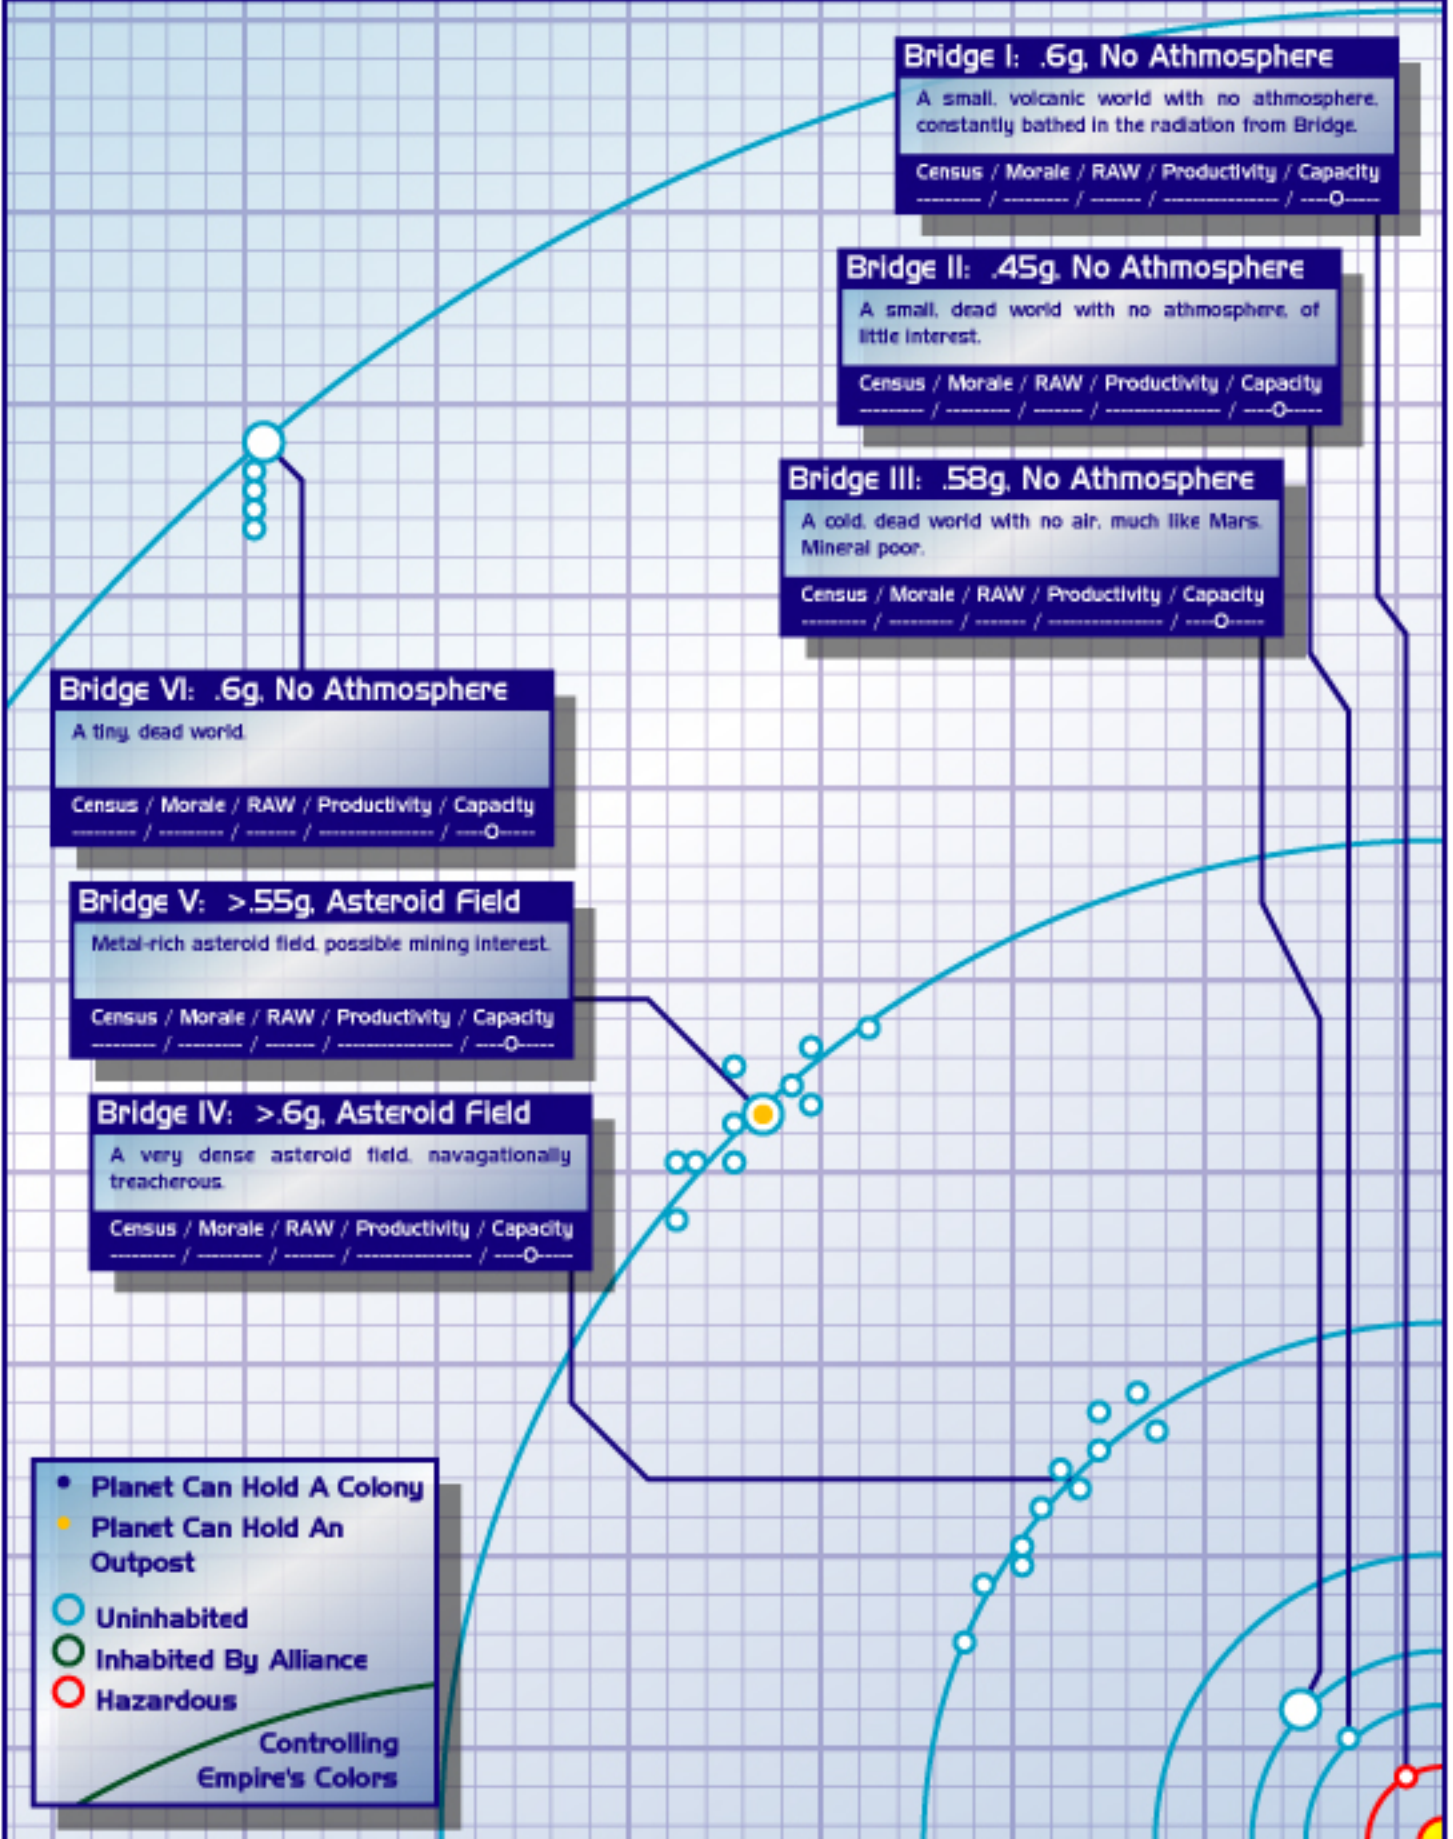 Bridge I: .6g, No Athmosphere
A small, volcanic world with no athmosphere,
constantly bathed in the radiation from Bridge.
Census / Morale / RAW / Productivity / Capacity
--------- / --------- / ------- / ---------------- / ----0-----
Bridge II: .45g, No Athmosphere
A small, dead world with no athmosphere, of
little interest.
Census / Morale / RAW / Productivity / Capacity
--------- / --------- / ------- / ---------------- / ----0-----
Bridge III: .58g, No Athmosphere
A cold, dead world with no air, much like Mars.
Mineral poor.
Census / Morale / RAW / Productivity / Capacity
--------- / --------- / ------- / ---------------- / ----0-----
Bridge VI: .6g, No Athmosphere
A tiny, dead world.
Census / Morale / RAW / Productivity / Capacity
--------- / --------- / ------- / ---------------- / ----0-----
Bridge V: >.55g, Asteroid Field
Metal-rich asteroid field, possible mining interest.
Census / Morale / RAW / Productivity / Capacity
--------- / --------- / ------- / ---------------- / ----0-----
Bridge IV: >.6g, Asteroid Field
A very dense asteroid field, navagationally
treacherous.
Census / Morale / RAW / Productivity / Capacity
--------- / --------- / ------- / ---------------- / ----0-----
Planet Can Hold A Colony
Planet Can Hold An
Outpost
Uninhabited
Inhabited By Alliance
Hazardous
Controlling
Empire's Colors